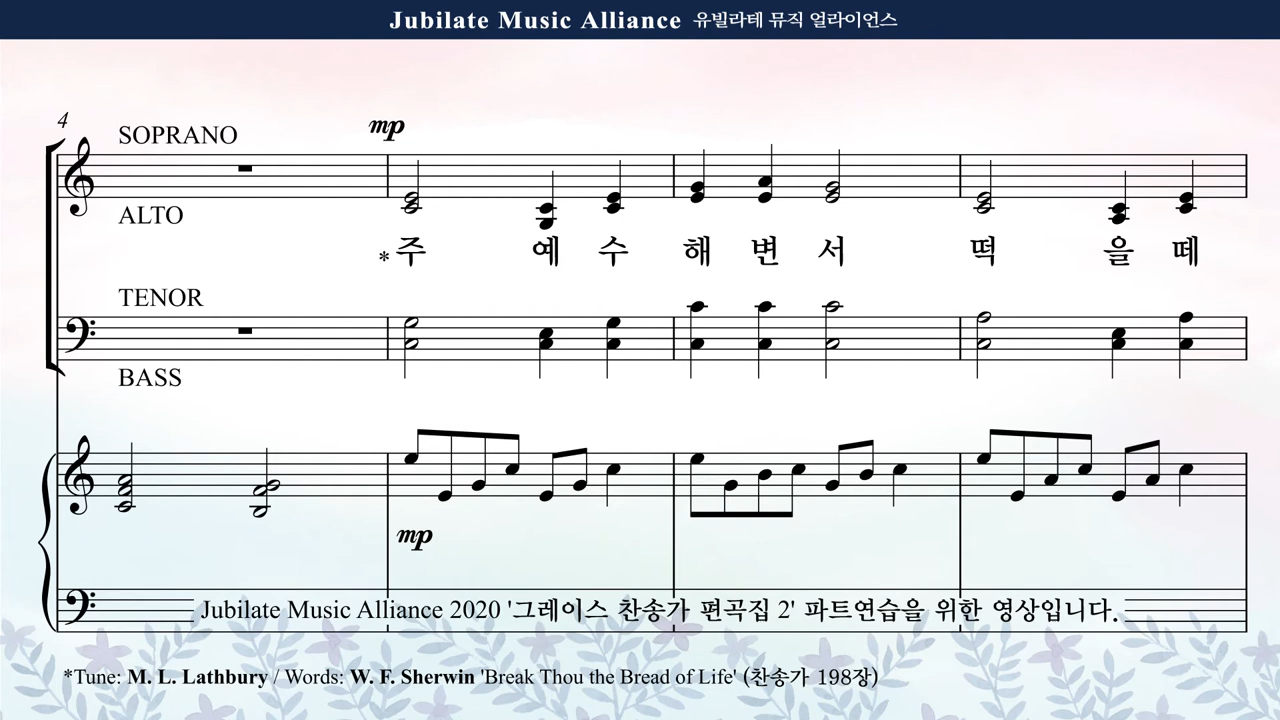 Jubilate Music Alliance 유빌라테 뮤직 얼라이언스
4
SOPRANO
mp
ALTO
*주 예 수 해 변 서 떡 을 떼
TENOR
BASS
mp
Jubilate Music Alliance 2020 '그레이스 찬송가 편곡집 2' 파트연습을 위한 영상입니다.
*Tune: M. L. Lathbury / Words: W. F. Sherwin 'Break Thou the Bread of Life' (찬송가 198장)